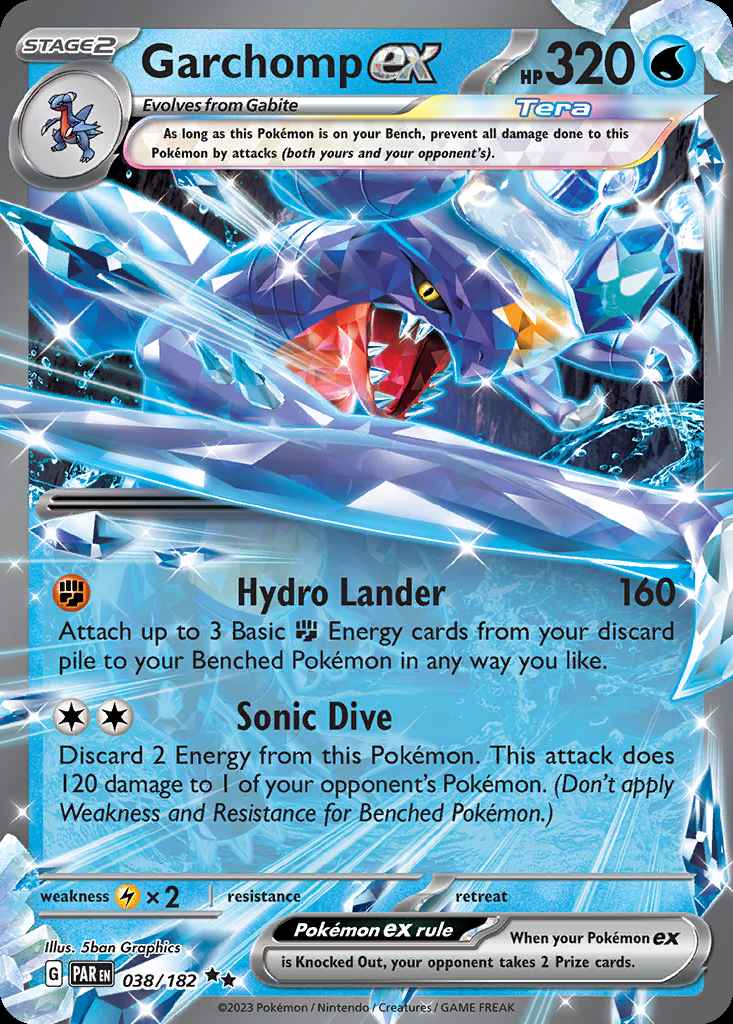 STAGE2
Garchomp ex
HP 320
Evolves from Gabite
Tera
As long as this Pokémon is on your Bench, prevent all damage done to this
Pokémon by attacks (both yours and your opponent's).
Hydro Lander 160
Attach up to 3 Basic Energy cards from your discard
pile to your Benched Pokémon in any way you like.
Sonic Dive
Discard 2 Energy from this Pokémon. This attack does
120 damage to 1 of your opponent's Pokémon. (Don't apply
Weakness and Resistance for Benched Pokémon.)
weakness ×2 resistance retreat
Pokémon ex rule
When your Pokémon ex
is Knocked Out, your opponent takes 2 Prize cards.
Illus. 5ban Graphics
G PAR EN 038/182 ★★
©2023 Pokémon / Nintendo / Creatures / GAME FREAK